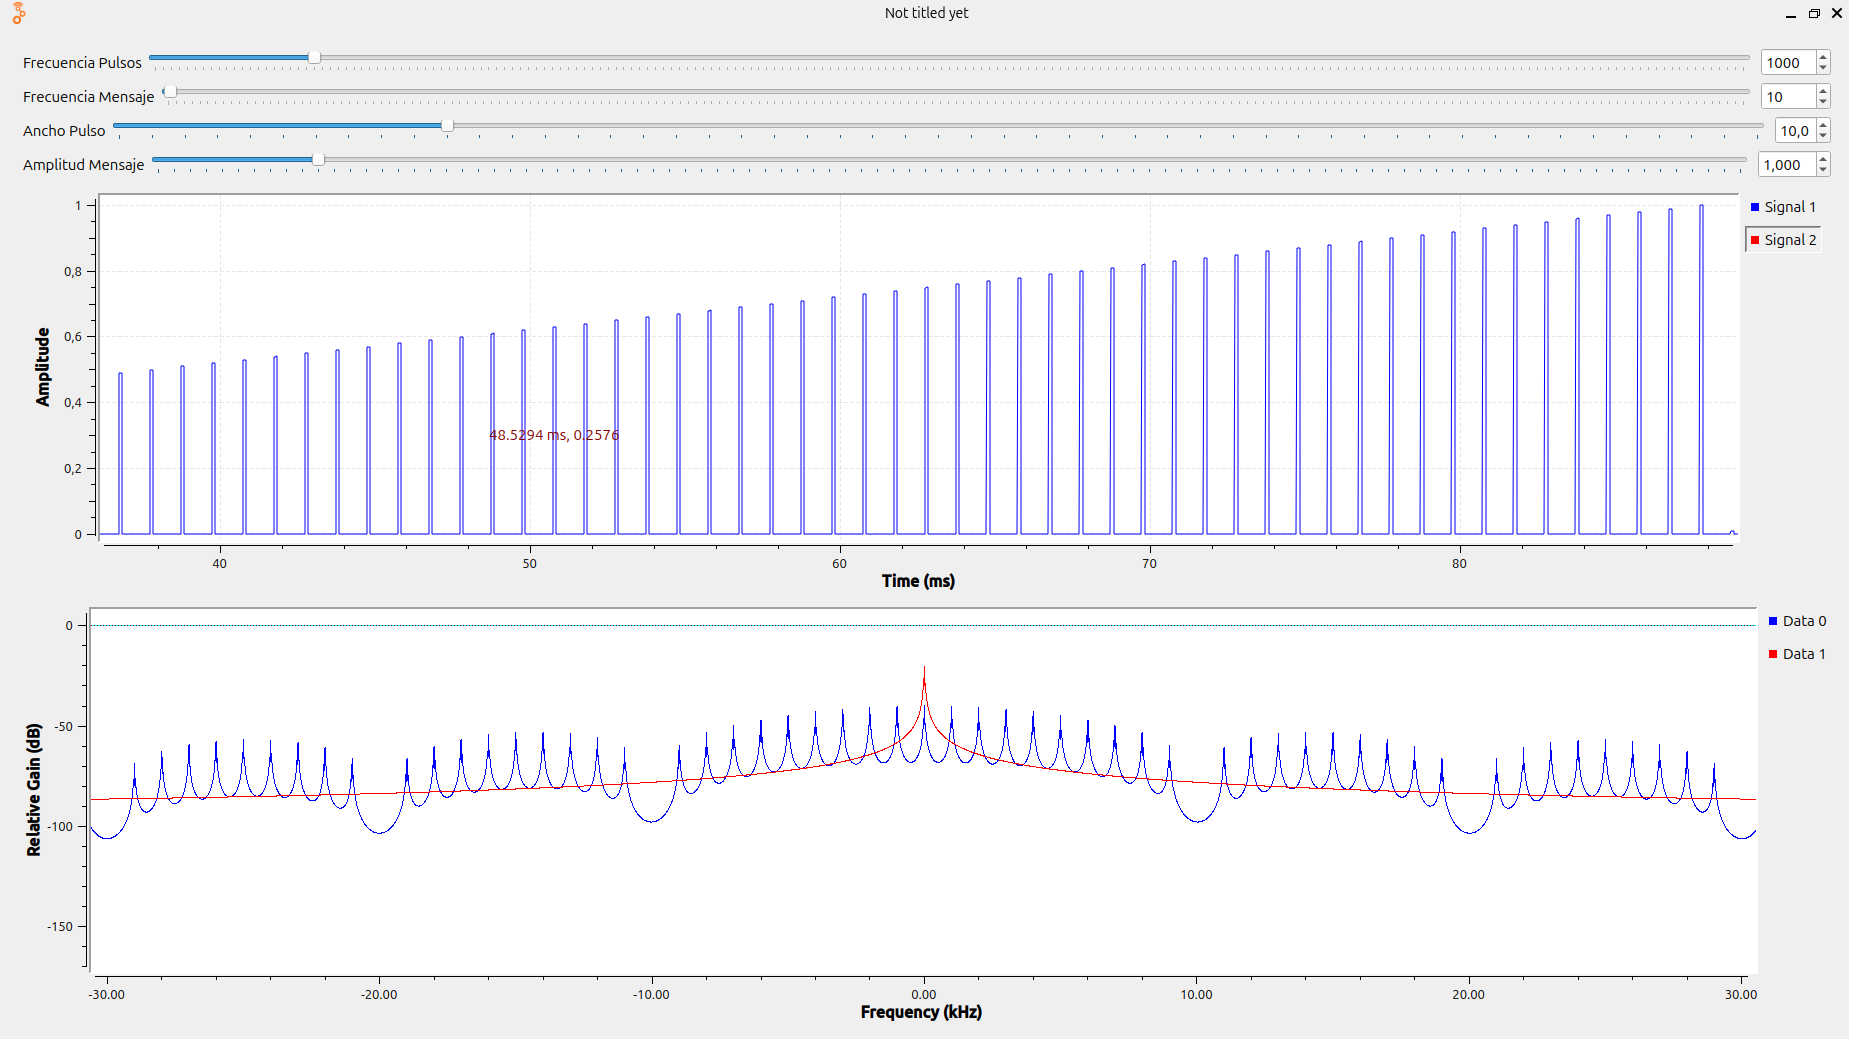 Not titled yet
Frecuencia Pulsos 1000
Frecuencia Mensaje 10
Ancho Pulso 10,0
Amplitud Mensaje 1,000
1
0,8
0,6
0,4
0,2
0
Amplitude
48.5294 ms, 0.2576
Signal 1
Signal 2
40 50 60 70 80
Time (ms)
0
-50
-100
-150
Relative Gain (dB)
Data 0
Data 1
-30.00 -20.00 -10.00 0.00 10.00 20.00 30.00
Frequency (kHz)